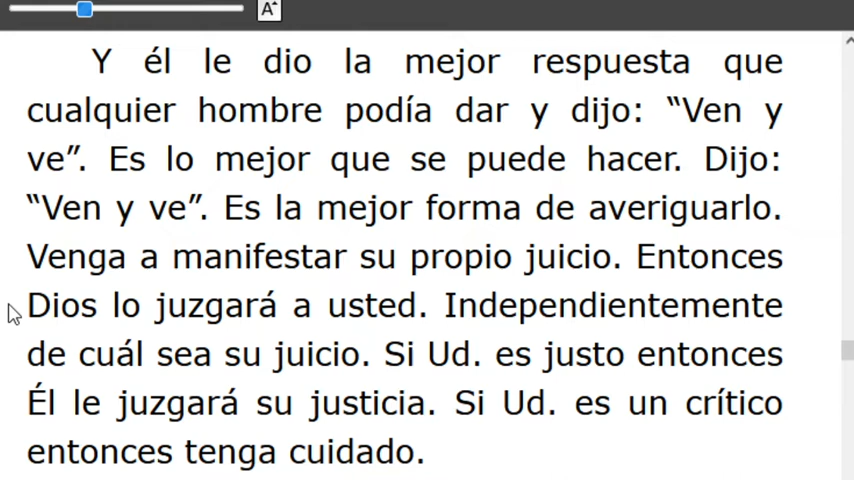 A
Y él le dio la mejor respuesta que
cualquier hombre podía dar y dijo: “Ven y
ve”. Es lo mejor que se puede hacer. Dijo:
“Ven y ve”. Es la mejor forma de averiguarlo.
Venga a manifestar su propio juicio. Entonces
Dios lo juzgará a usted. Independientemente
de cuál sea su juicio. Si Ud. es justo entonces
Él le juzgará su justicia. Si Ud. es un crítico
entonces tenga cuidado.